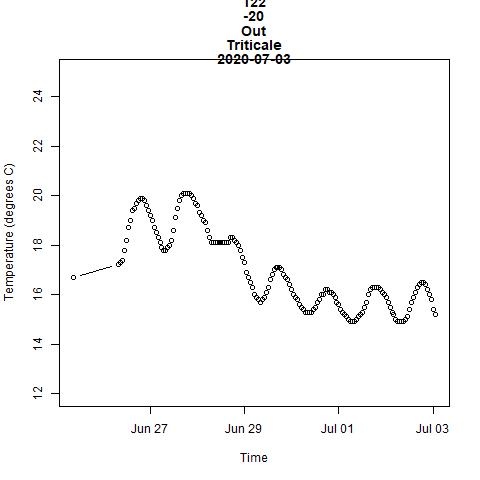 122
-20
Out
Triticale
2020-07-03
24
22
20
18
16
14
12
Temperature (degrees C)
Jun 27
Jun 29
Jul 01
Jul 03
Time